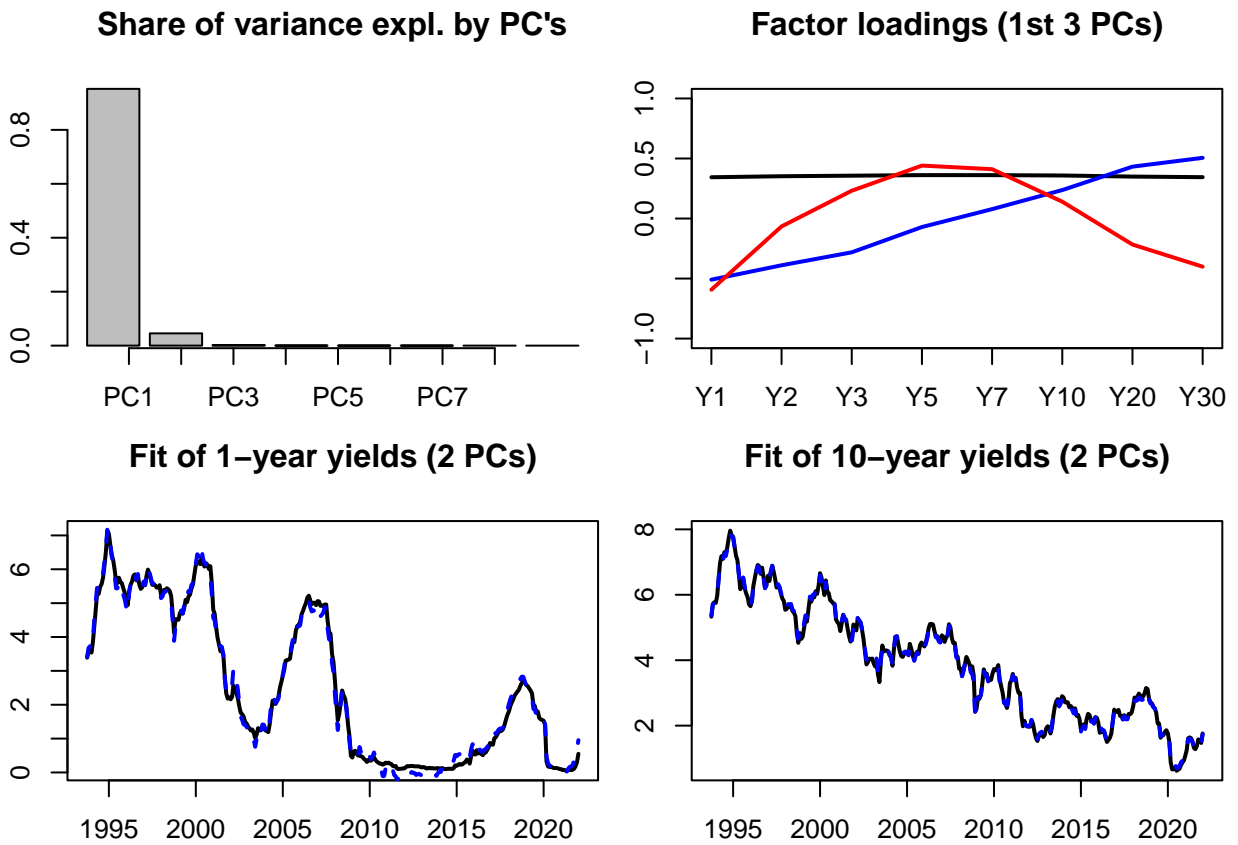 Share of variance expl. by PC's
0.0
0.4
0.8
PC1 PC3 PC5 PC7
Factor loadings (1st 3 PCs)
1.0
0.5
0.0
−1.0
Y1 Y2 Y3 Y5 Y7 Y10 Y20 Y30
Fit of 1−year yields (2 PCs)
6
4
2
0
1995 2000 2005 2010 2015 2020
Fit of 10−year yields (2 PCs)
8
6
4
2
1995 2000 2005 2010 2015 2020